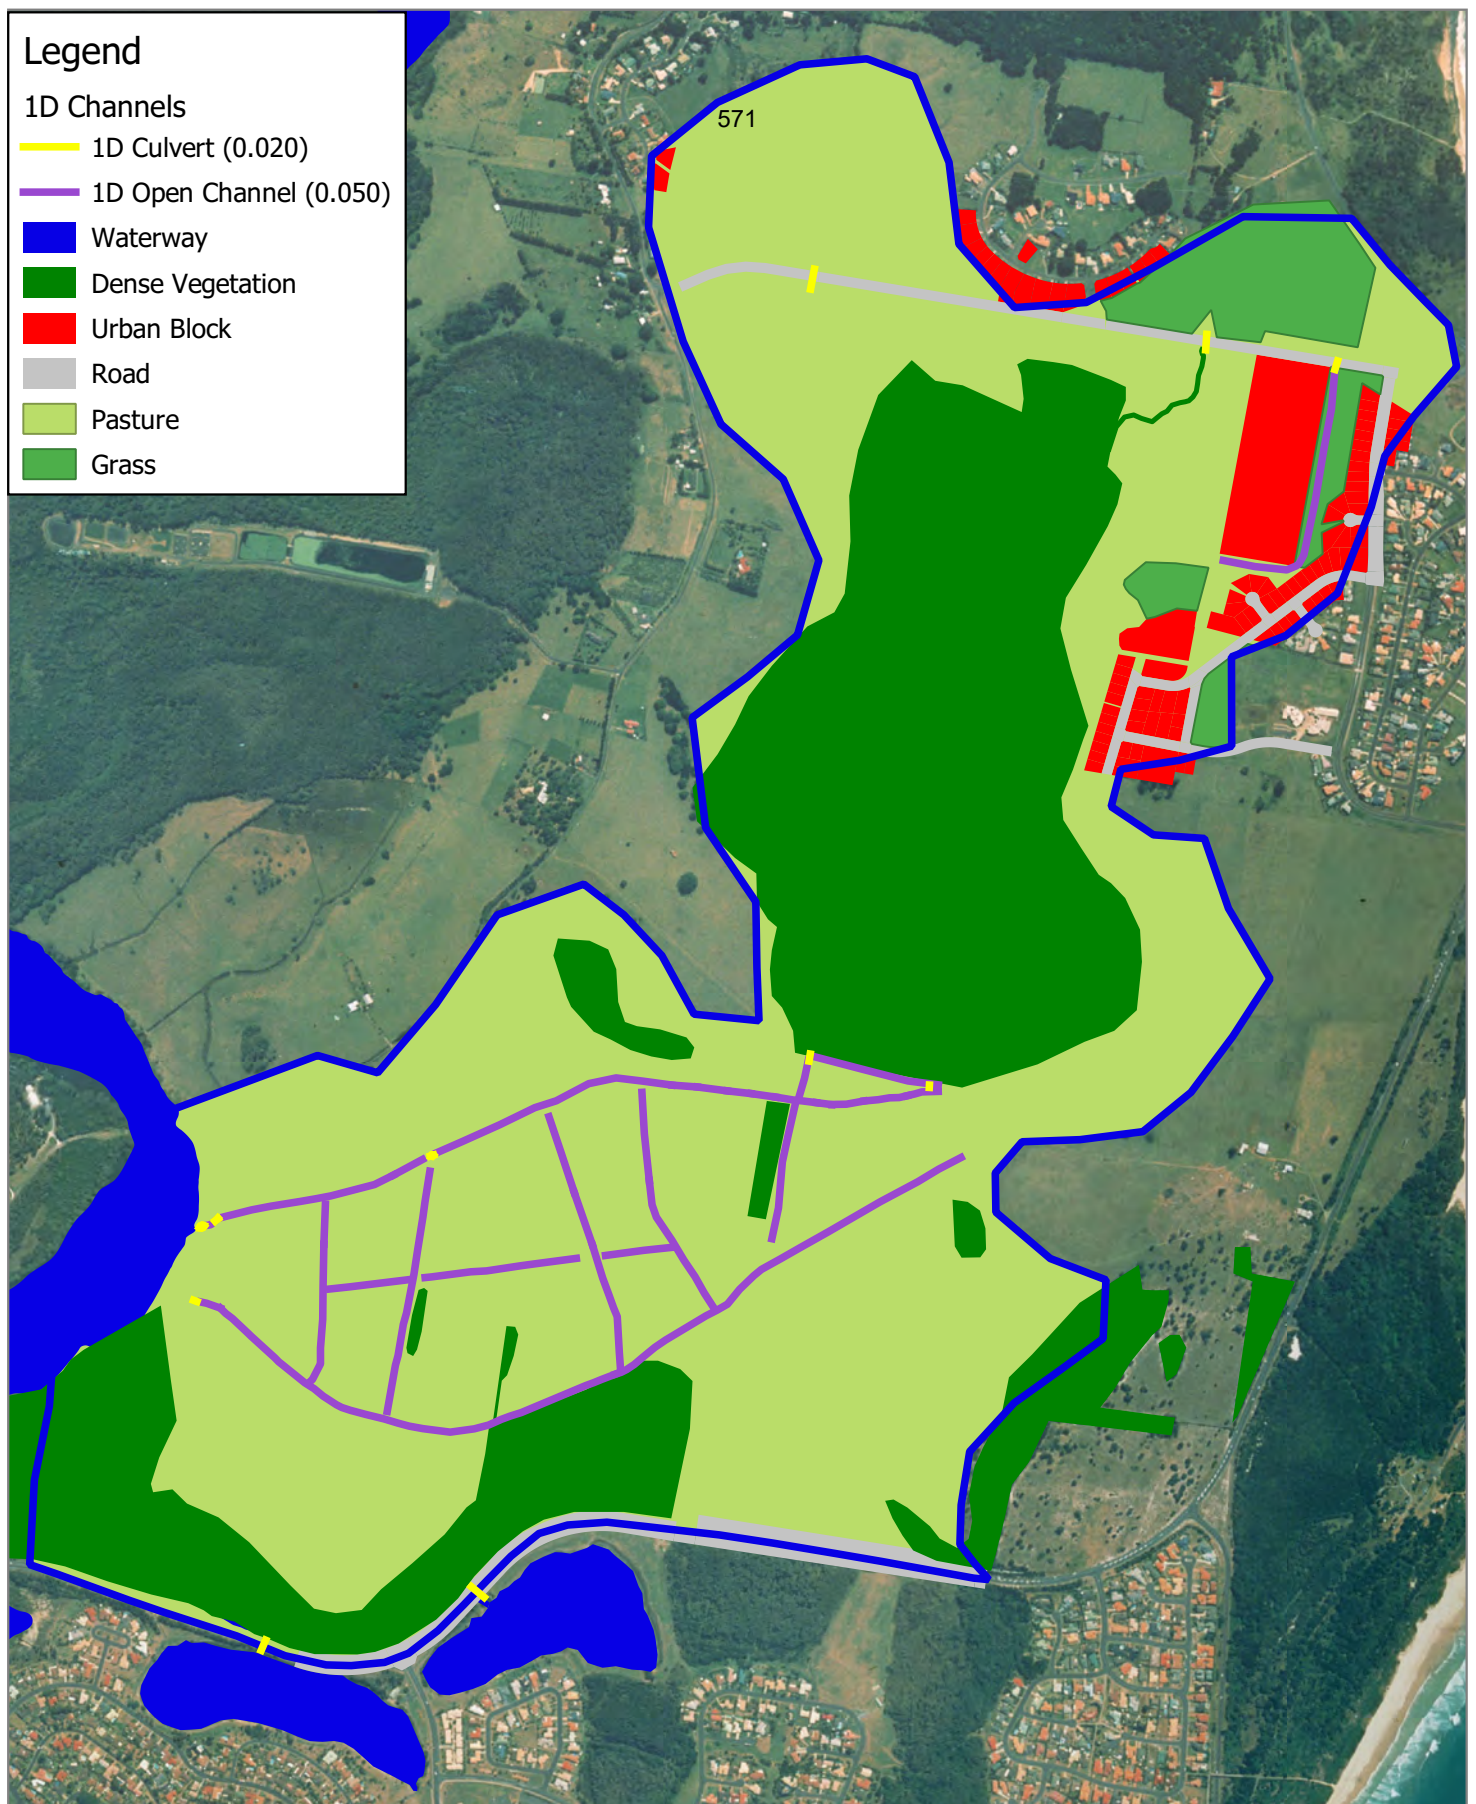 Legend
1D Channels
1D Culvert (0.020)
1D Open Channel (0.050)
Waterway
Dense Vegetation
Urban Block
Road
Pasture
Grass
571